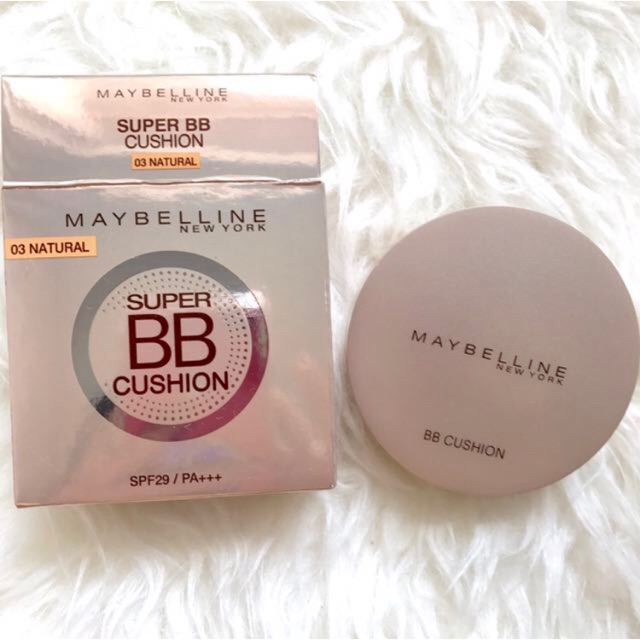 MAYBELLINE
NEW YORK
SUPER BB
CUSHION
03 NATURAL
MAYBELLINE
NEW YORK
03 NATURAL
SUPER
BB
CUSHION
SPF29 / PA+++
MAYBELLINE
NEW YORK
BB CUSHION